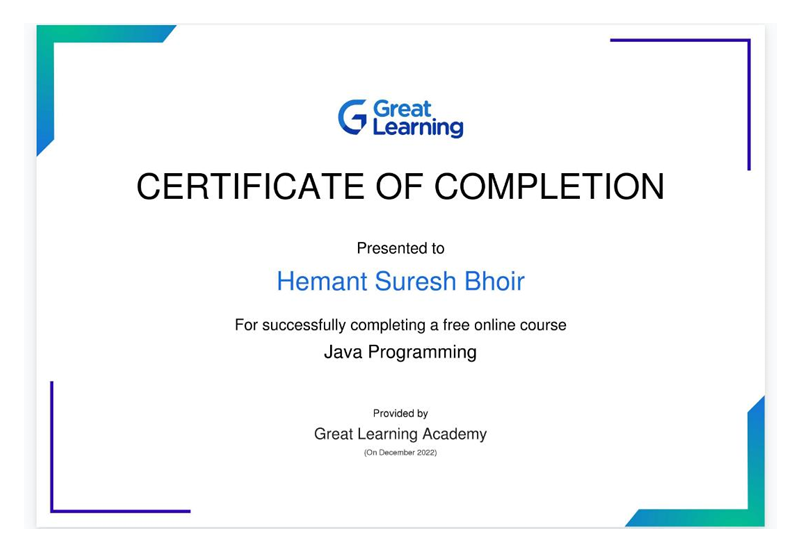 Great
Learning
CERTIFICATE OF COMPLETION
Presented to
Hemant Suresh Bhoir
For successfully completing a free online course
Java Programming
Provided by
Great Learning Academy
(On December 2022)